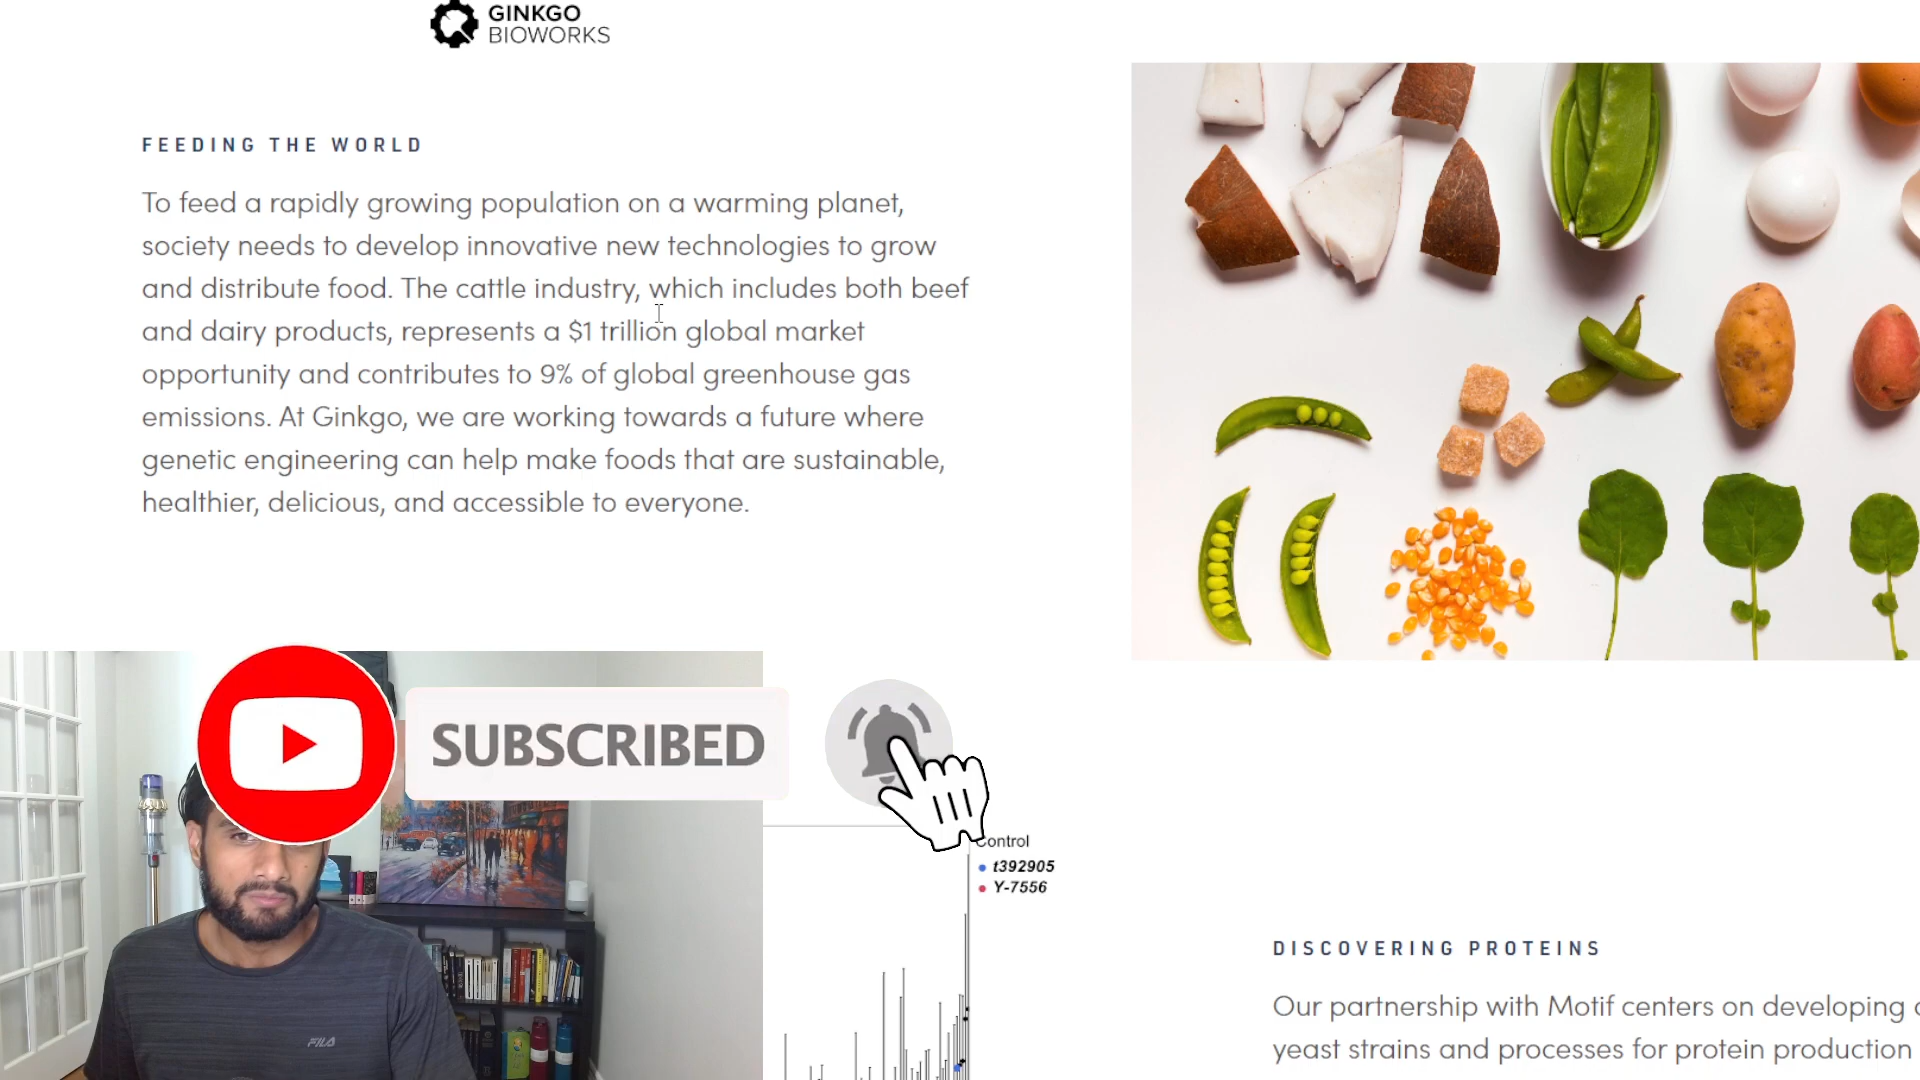 GINKGO
BIOWORKS
FEEDING THE WORLD
To feed a rapidly growing population on a warming planet,
society needs to develop innovative new technologies to grow
and distribute food. The cattle industry, which includes both beef
and dairy products, represents a $1 trillion global market
opportunity and contributes to 9% of global greenhouse gas
emissions. At Ginkgo, we are working towards a future where
genetic engineering can help make foods that are sustainable,
healthier, delicious, and accessible to everyone.
SUBSCRIBED
Control
t392905
Y-7556
FILA
DISCOVERING PROTEINS
Our partnership with Motif centers on developing
yeast strains and processes for protein production